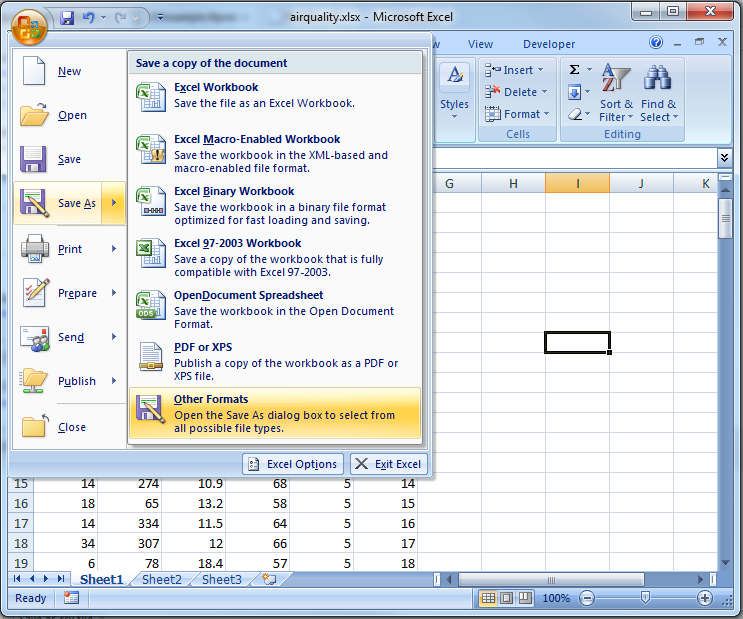 airquality.xlsx - Microsoft Excel
View Developer
New
Open
Save
Save As
Print
Prepare
Send
Publish
Close
Save a copy of the document
Excel Workbook
Save the file as an Excel Workbook.
Excel Macro-Enabled Workbook
Save the workbook in the XML-based and
macro-enabled file format.
Excel Binary Workbook
Save the workbook in a binary file format
optimized for fast loading and saving.
Excel 97-2003 Workbook
Save a copy of the workbook that is fully
compatible with Excel 97-2003.
OpenDocument Spreadsheet
Save the workbook in the Open Document
Format.
PDF or XPS
Publish a copy of the workbook as a PDF or
XPS file.
Other Formats
Open the Save As dialog box to select from
all possible file types.
Excel Options Exit Excel
Styles
Insert
Delete
Format
Cells
Σ
Sort & Filter
Find & Select
Editing
G H I J K
15 14 274 10.9 68 5 14
16 18 65 13.2 58 5 15
17 14 334 11.5 64 5 16
18 34 307 12 66 5 17
19 6 78 18.4 57 5 18
Sheet1 Sheet2 Sheet3
Ready 100%